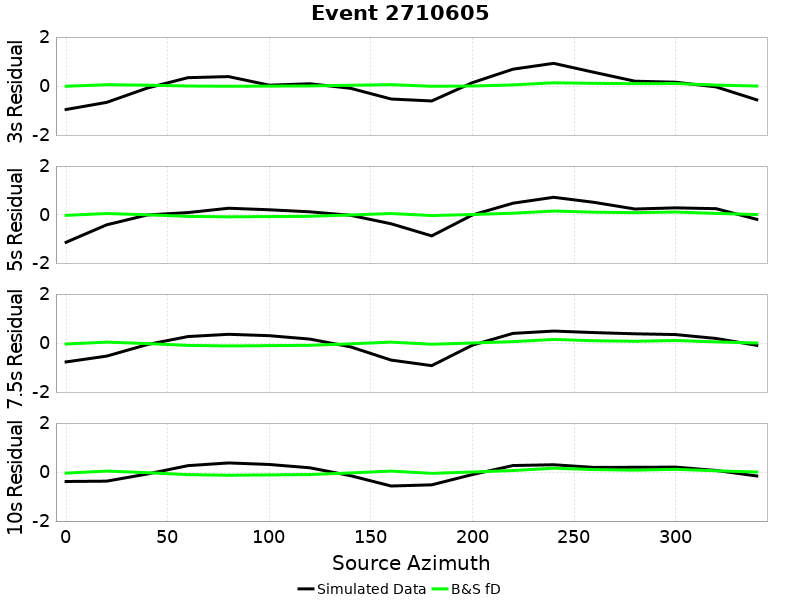 Event 2710605
3s Residual
2
0
-2
5s Residual
2
0
-2
7.5s Residual
2
0
-2
10s Residual
2
0
-2
0 50 100 150 200 250 300
Source Azimuth
Simulated Data B&S fD